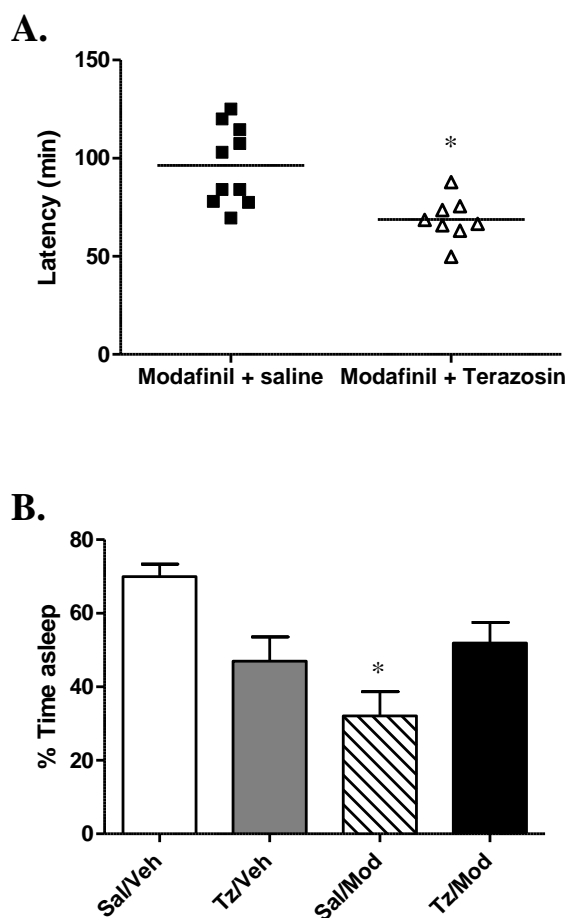 A.
150
100
50
0
Latency (min)
*
Modafinil + saline
Modafinil + Terazosin
B.
80
60
40
20
0
% Time asleep
*
Sal/Veh
Tz/Veh
Sal/Mod
Tz/Mod